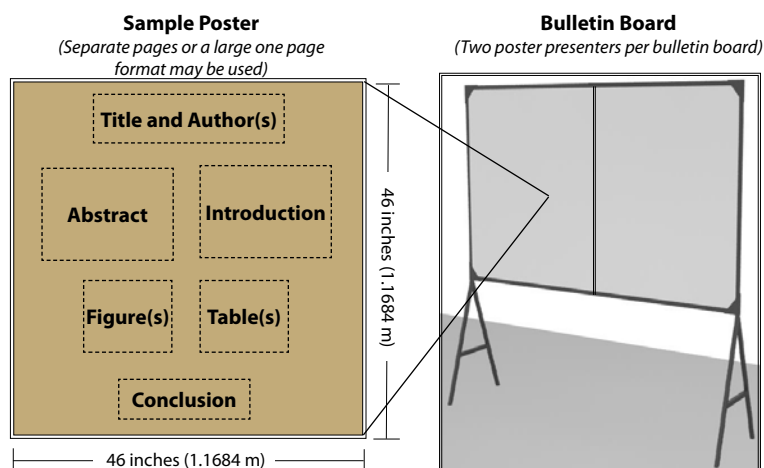 Sample Poster
(Separate pages or a large one page
format may be used)
Title and Author(s)
Abstract
Introduction
Figure(s)
Table(s)
Conclusion
46 inches (1.1684 m)
46 inches (1.1684 m)
Bulletin Board
(Two poster presenters per bulletin board)